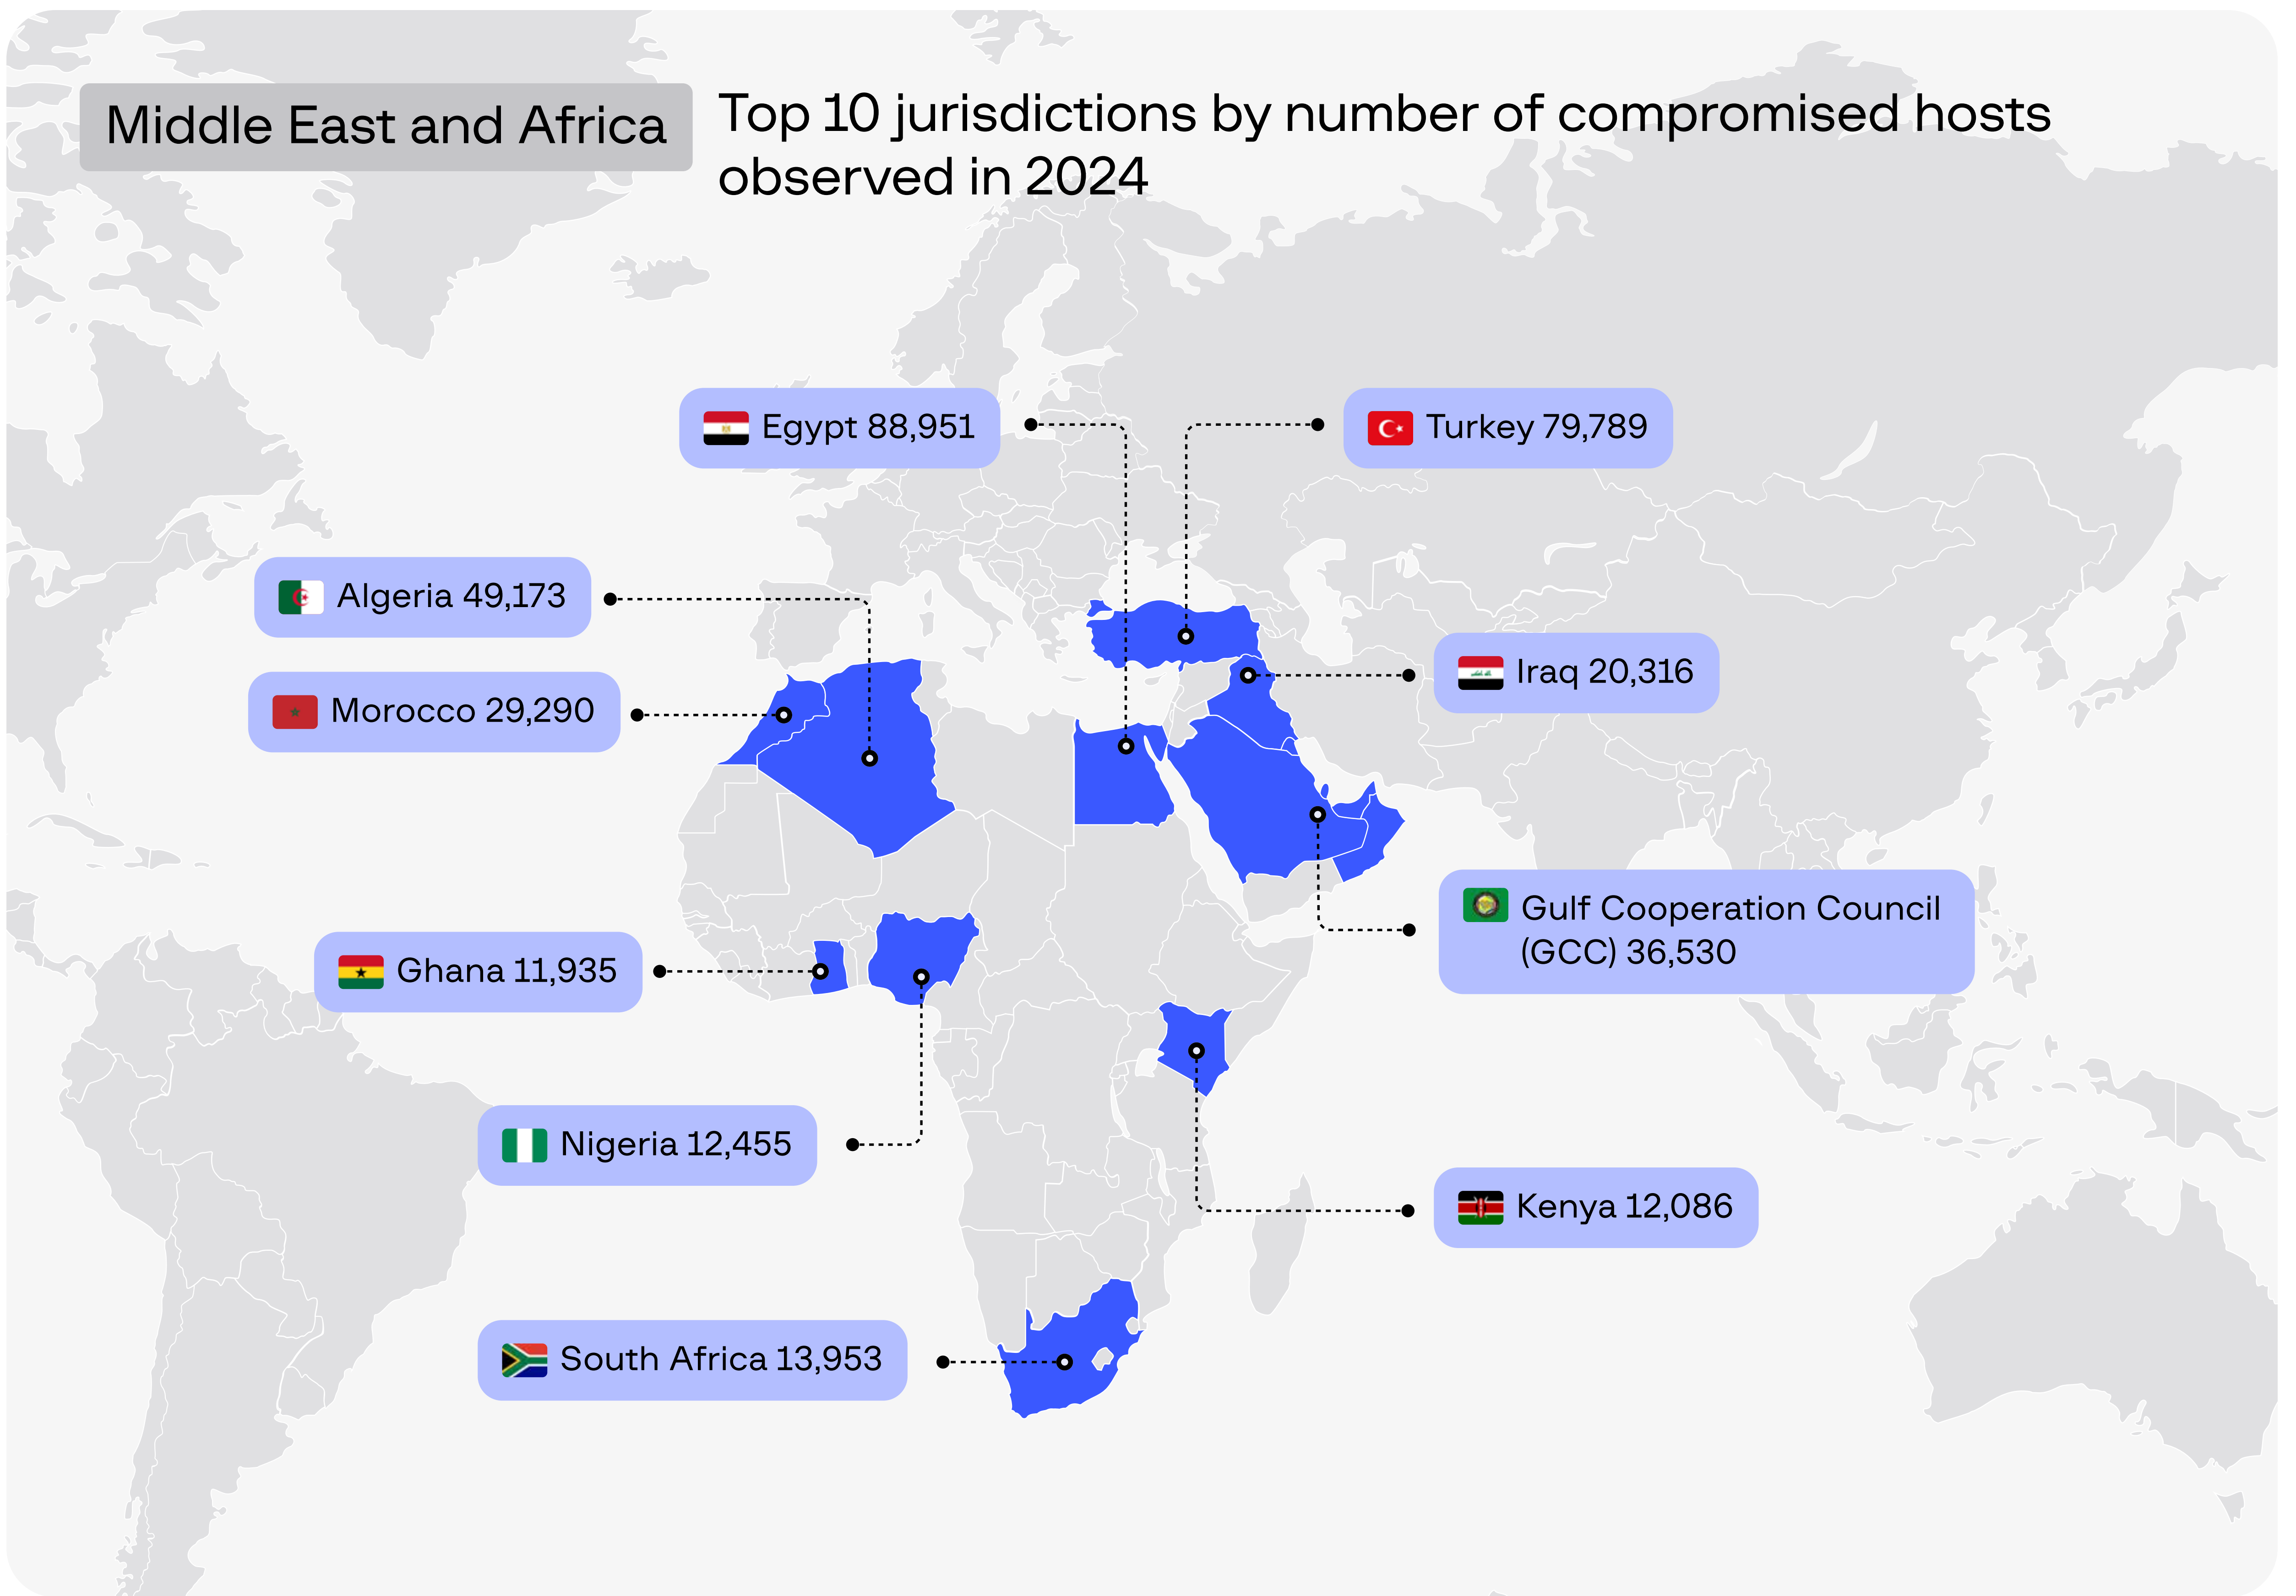 Middle East and Africa
Top 10 jurisdictions by number of compromised hosts
observed in 2024
Egypt 88,951
Turkey 79,789
Algeria 49,173
Iraq 20,316
Morocco 29,290
Gulf Cooperation Council
(GCC) 36,530
Ghana 11,935
Nigeria 12,455
Kenya 12,086
South Africa 13,953